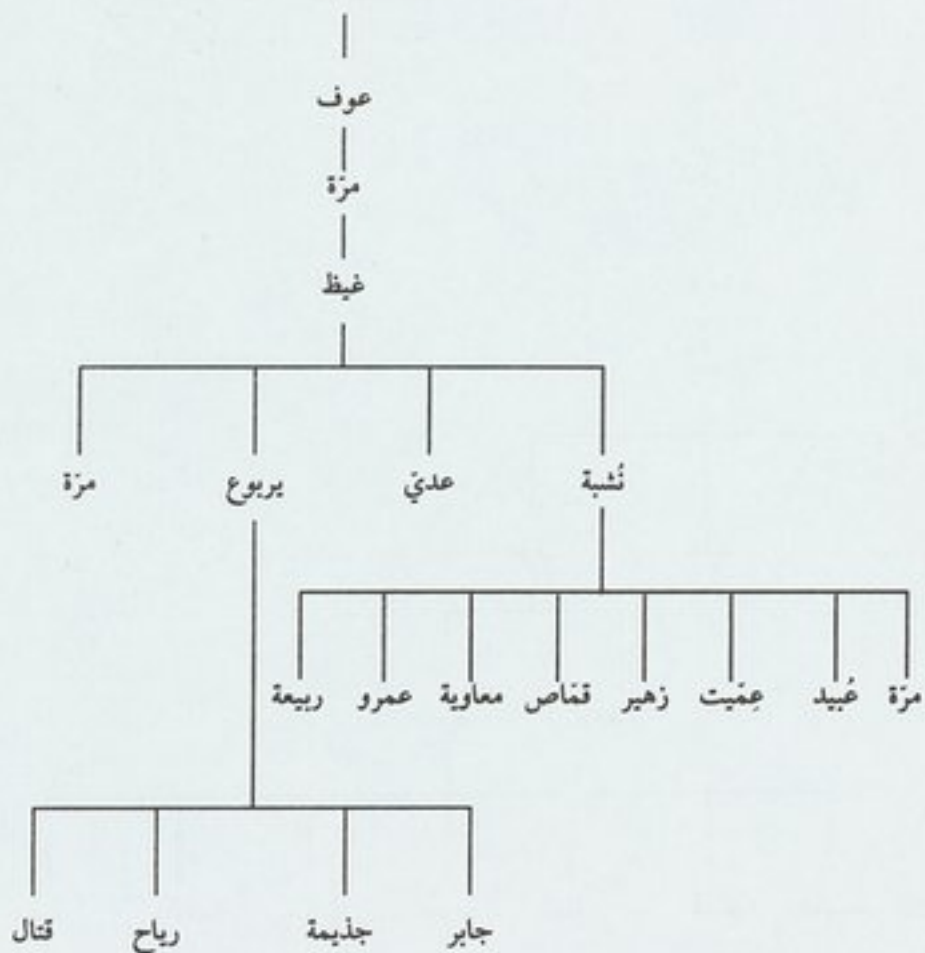 عوف
مرّة
غيظ
نُشبة عديّ يربوع مرّة
مرّة عُبيد عِمّيت زهير قمّاص معاوية عمرو ربيعة
جابر جذيمة رياح قتال